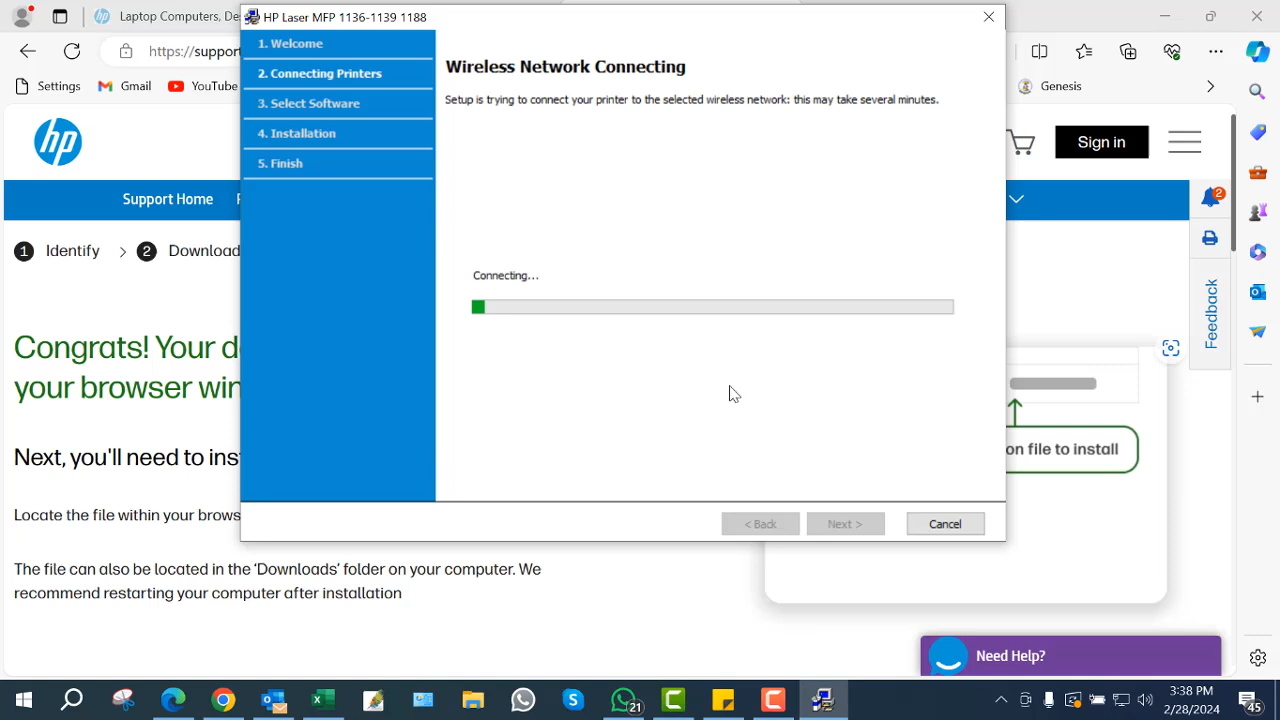 Laptop Computers, De
HP Laser MFP 1136-1139 1188
https://support
Settings
Gmail
YouTube
Genesis
hp
Sign in
Support Home
1 Identify
2 Download
Feedback
2
1. Welcome
2. Connecting Printers
3. Select Software
4. Installation
5. Finish
Wireless Network Connecting
Setup is trying to connect your printer to the selected wireless network: this may take several minutes.
Connecting...
< Back
Next >
Cancel
Congrats! Your d
your browser win
Next, you'll need to ins
Locate the file within your brows
The file can also be located in the ‘Downloads’ folder on your computer. We
recommend restarting your computer after installation
on file to install
Need Help?
21
3:38 PM
2/28/2024
45